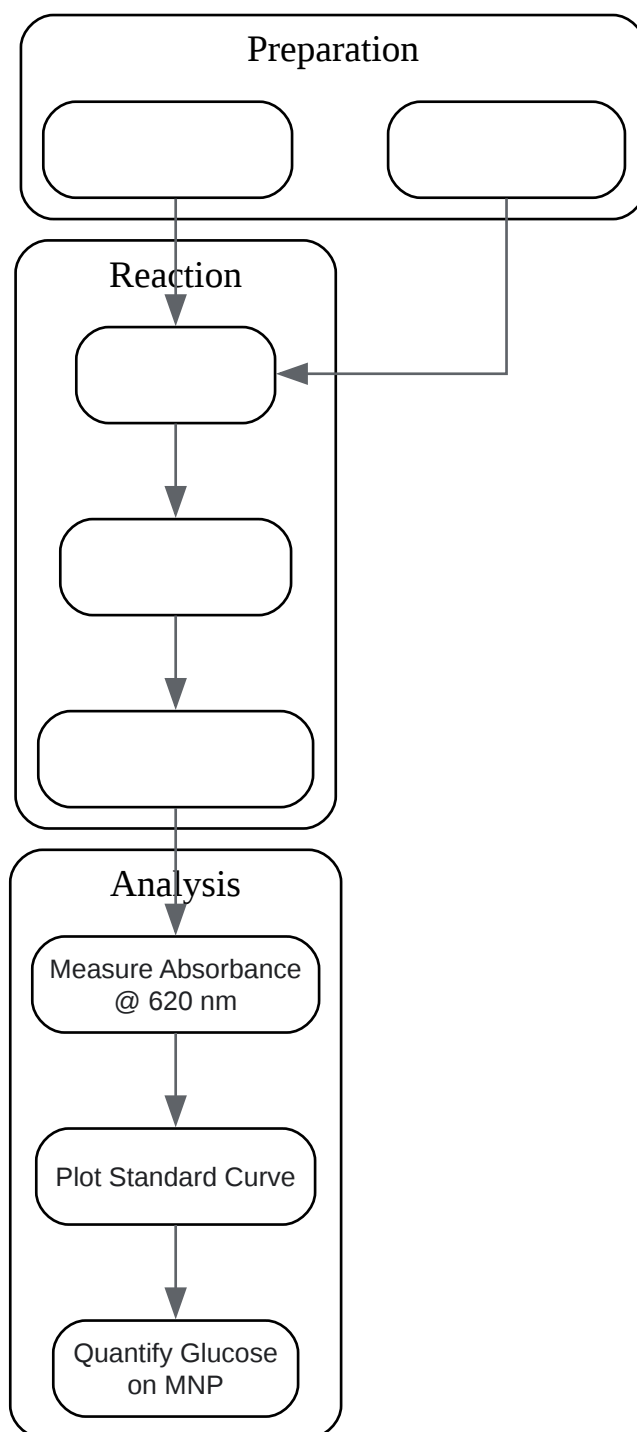 Preparation
Reaction
Analysis
Measure Absorbance
@ 620 nm
Plot Standard Curve
Quantify Glucose
on MNP